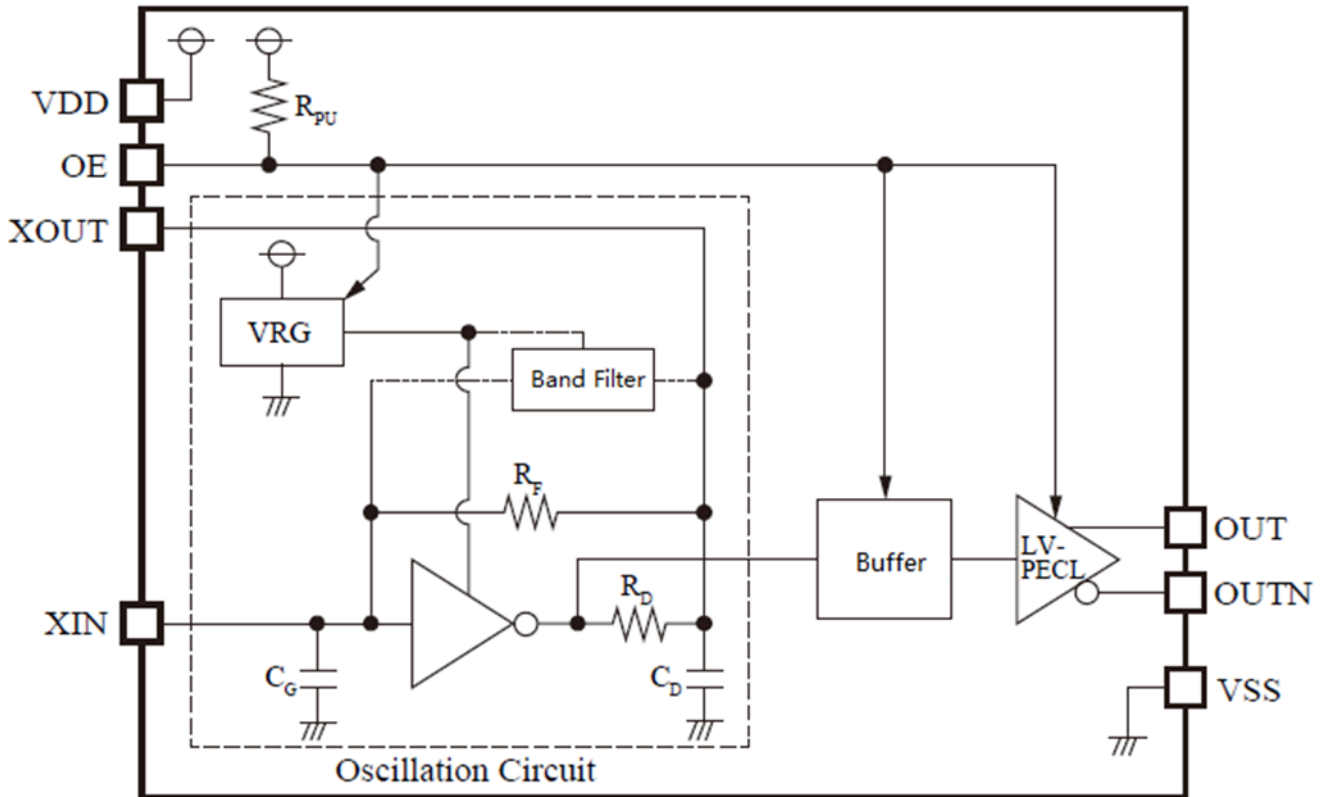 VDD
R_PU
OE
XOUT
VRG
Band Filter
R_F
OUT
LV-
PECL
Buffer
R_D
OUTN
XIN
C_G
C_D
VSS
Oscillation Circuit